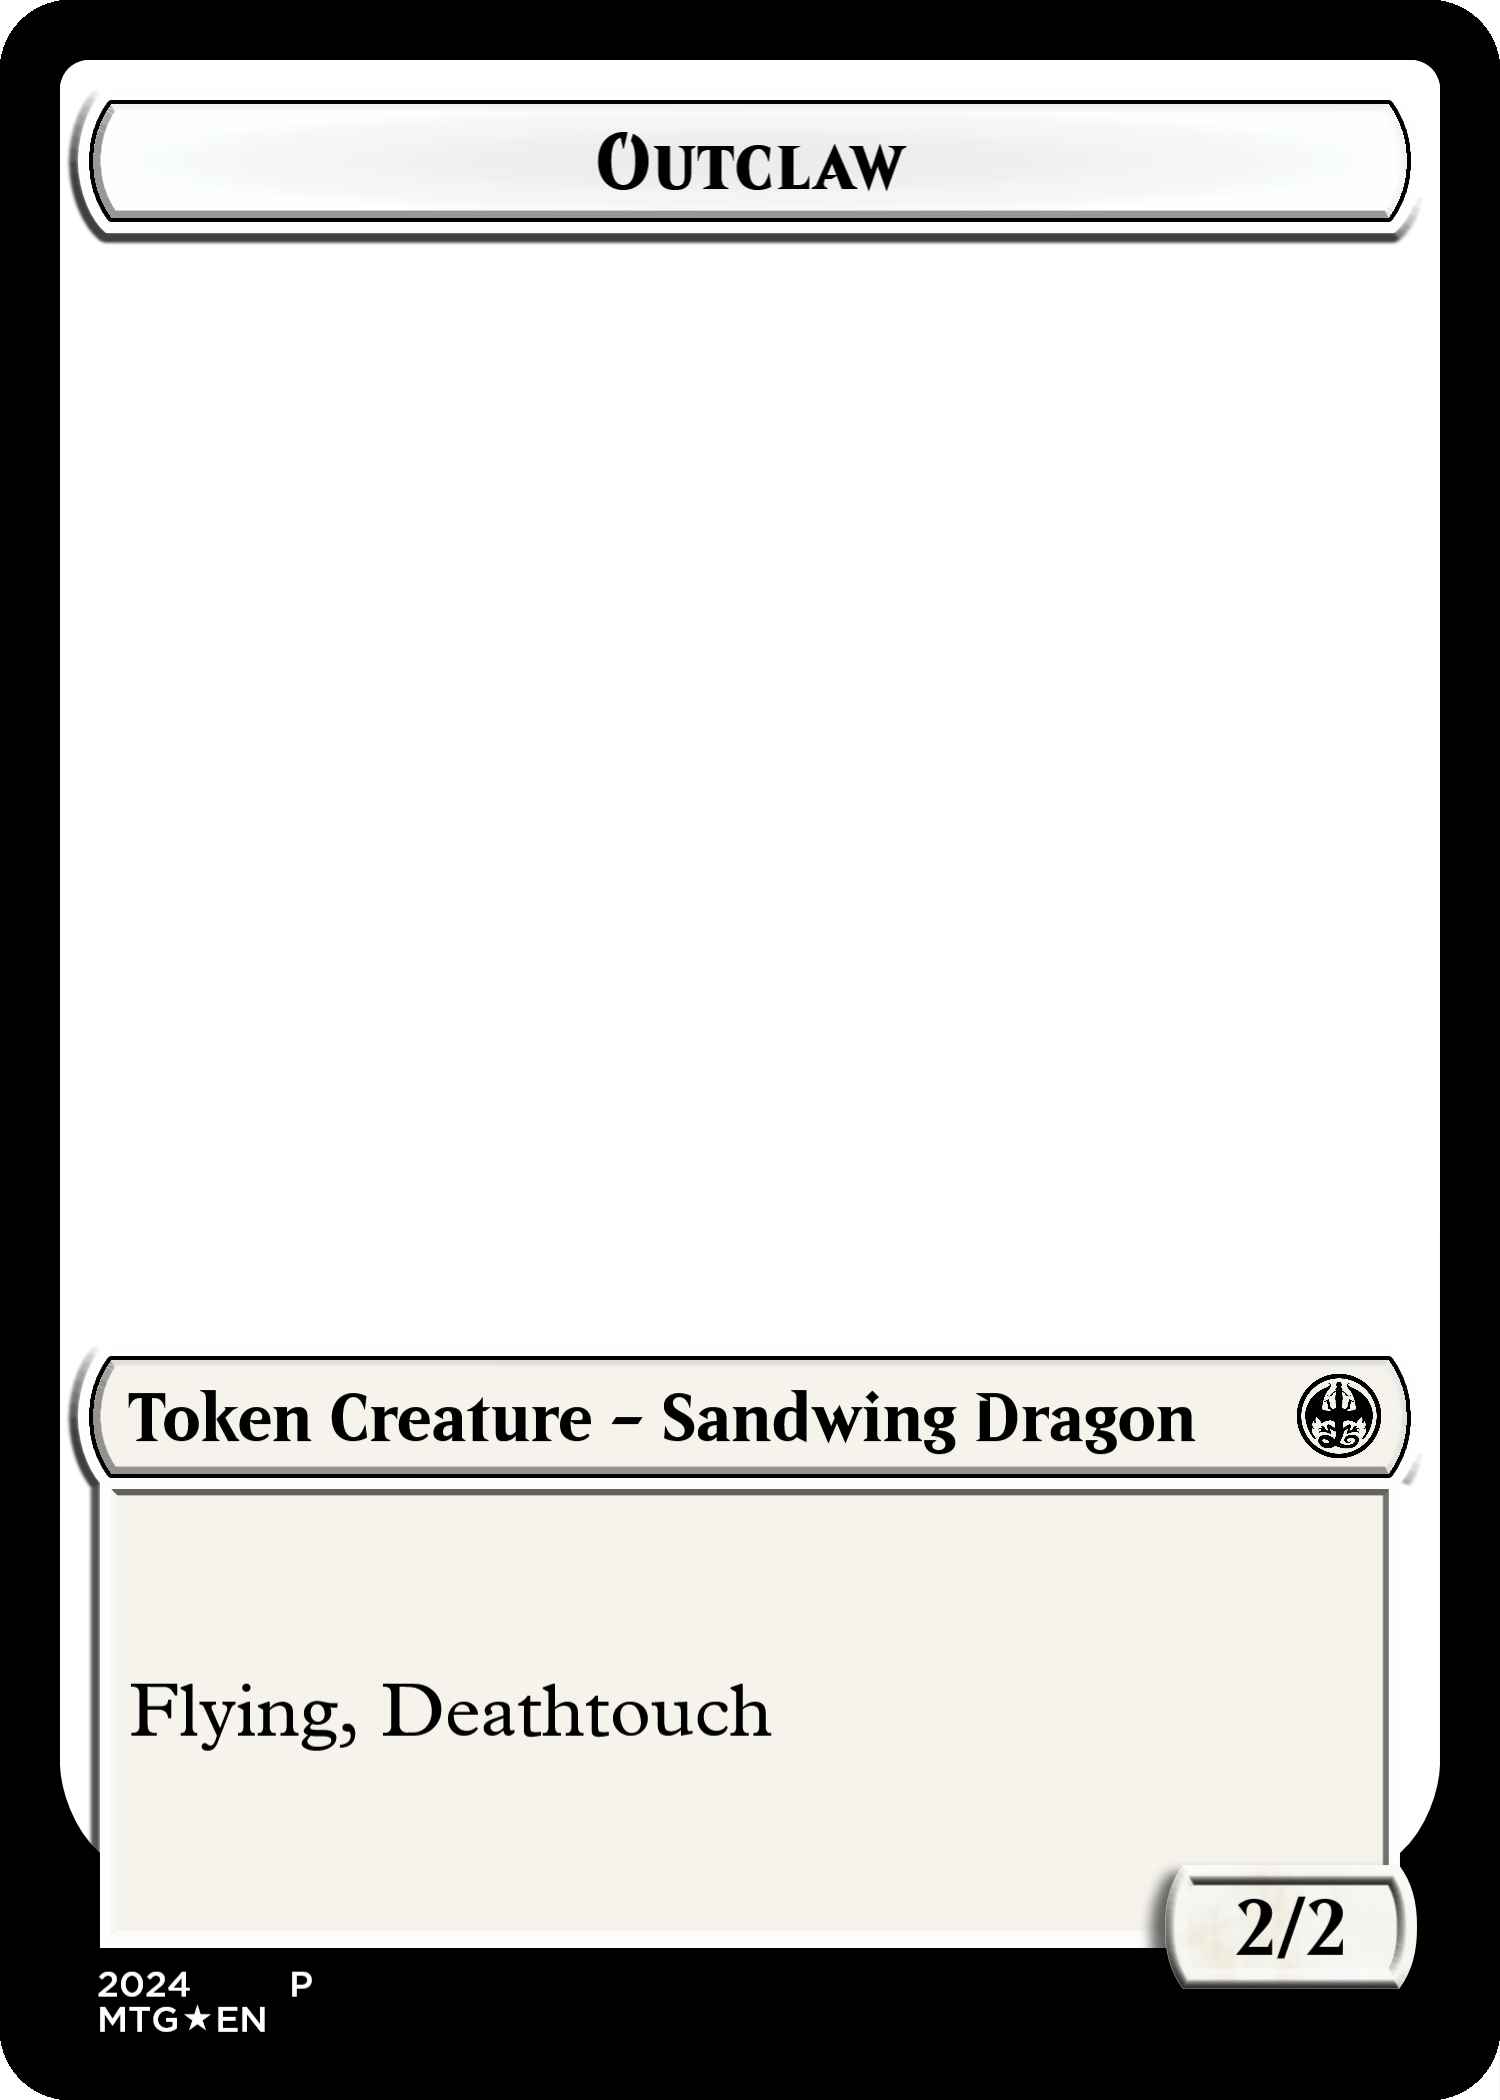 Outclaw
Token Creature – Sandwing Dragon
Flying, Deathtouch
2/2
2024 P
MTG★EN